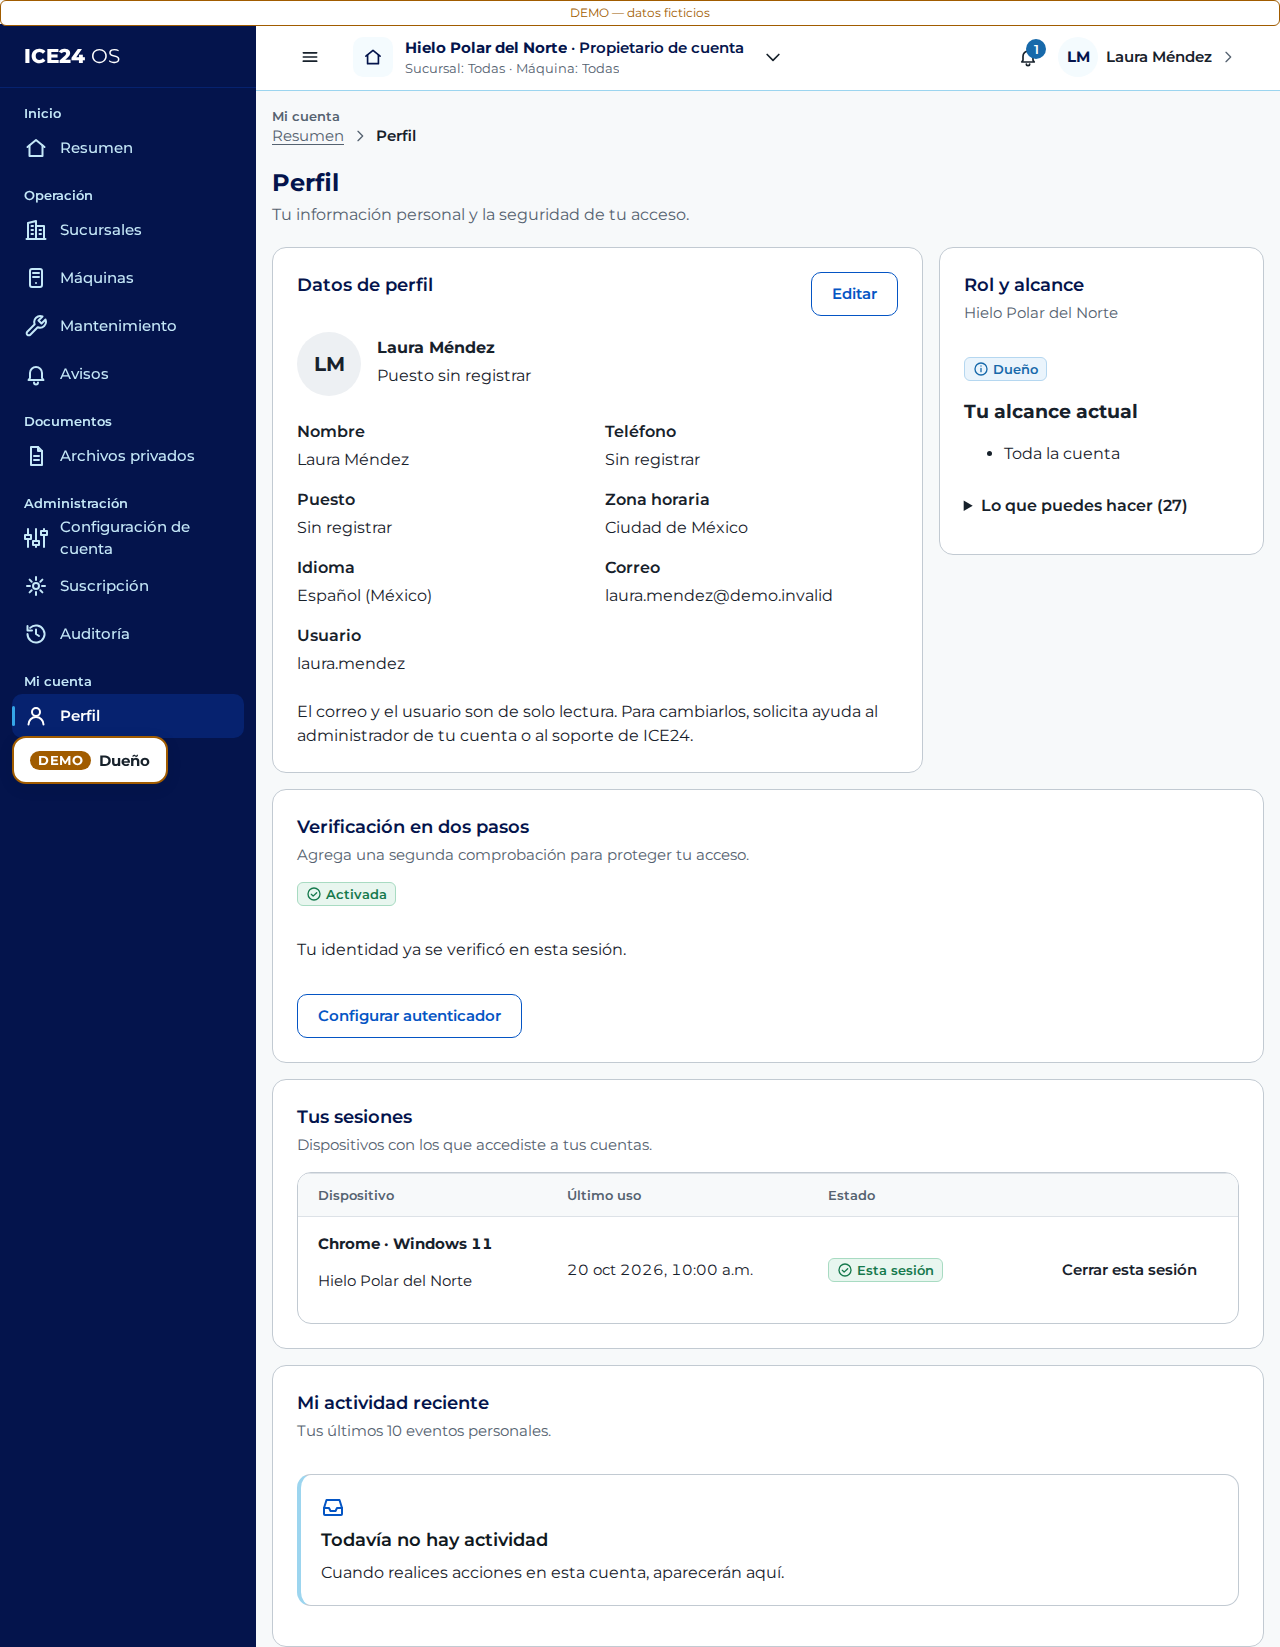 DEMO — datos ficticios
ICE24 OS
Hielo Polar del Norte · Propietario de cuenta
Sucursal: Todas · Máquina: Todas
1
LM Laura Méndez
Inicio
Resumen
Operación
Sucursales
Máquinas
Mantenimiento
Avisos
Documentos
Archivos privados
Administración
Configuración de
cuenta
Suscripción
Auditoría
Mi cuenta
Perfil
DEMO Dueño
Mi cuenta
Resumen Perfil
Perfil
Tu información personal y la seguridad de tu acceso.
Datos de perfil
Editar
LM
Laura Méndez
Puesto sin registrar
Nombre
Laura Méndez
Teléfono
Sin registrar
Puesto
Sin registrar
Zona horaria
Ciudad de México
Idioma
Español (México)
Correo
laura.mendez@demo.invalid
Usuario
laura.mendez
El correo y el usuario son de solo lectura. Para cambiarlos, solicita ayuda al
administrador de tu cuenta o al soporte de ICE24.
Rol y alcance
Hielo Polar del Norte
Dueño
Tu alcance actual
• Toda la cuenta
Lo que puedes hacer (27)
Verificación en dos pasos
Agrega una segunda comprobación para proteger tu acceso.
Activada
Tu identidad ya se verificó en esta sesión.
Configurar autenticador
Tus sesiones
Dispositivos con los que accediste a tus cuentas.
Dispositivo Último uso Estado
Chrome · Windows 11
Hielo Polar del Norte
20 oct 2026, 10:00 a.m.
Esta sesión
Cerrar esta sesión
Mi actividad reciente
Tus últimos 10 eventos personales.
Todavía no hay actividad
Cuando realices acciones en esta cuenta, aparecerán aquí.